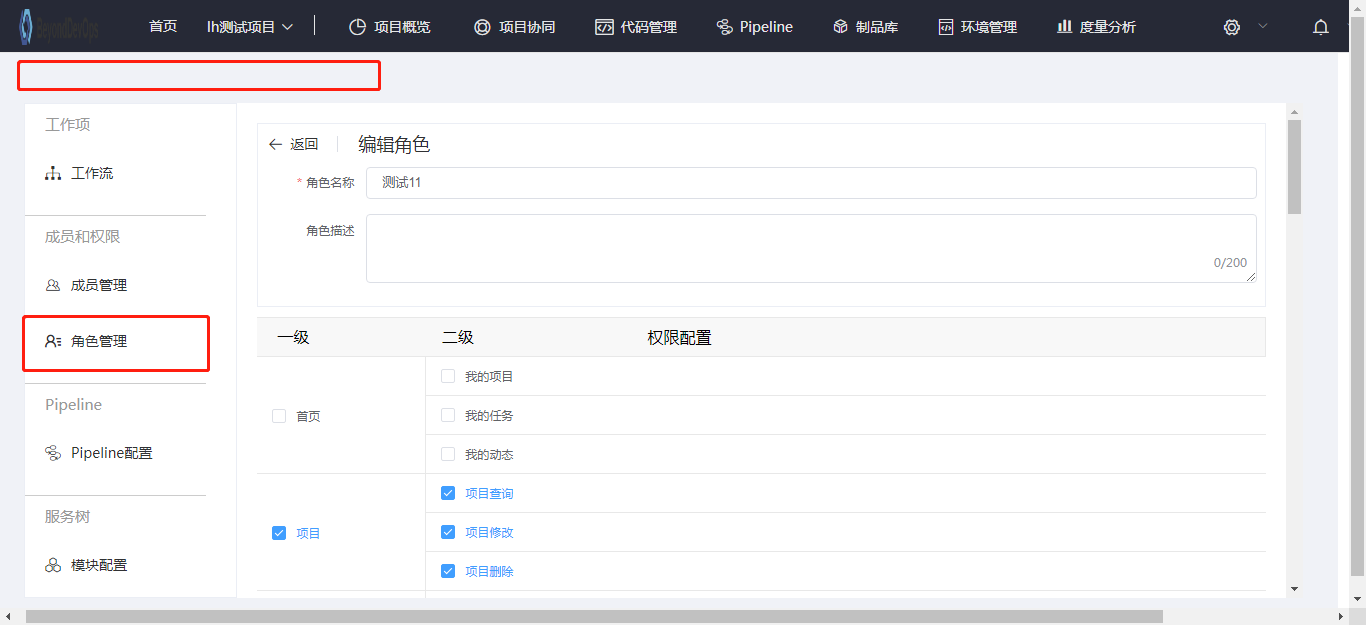 BeyondDevOps 首页 lh测试项目 项目概览 项目协同 代码管理 Pipeline 制品库 环境管理 度量分析
工作项
工作流
成员和权限
成员管理
角色管理
Pipeline
Pipeline配置
服务树
模块配置
返回 编辑角色
* 角色名称 测试11
角色描述
0/200
一级 二级 权限配置
首页
我的项目
我的任务
我的动态
项目
项目查询
项目修改
项目删除